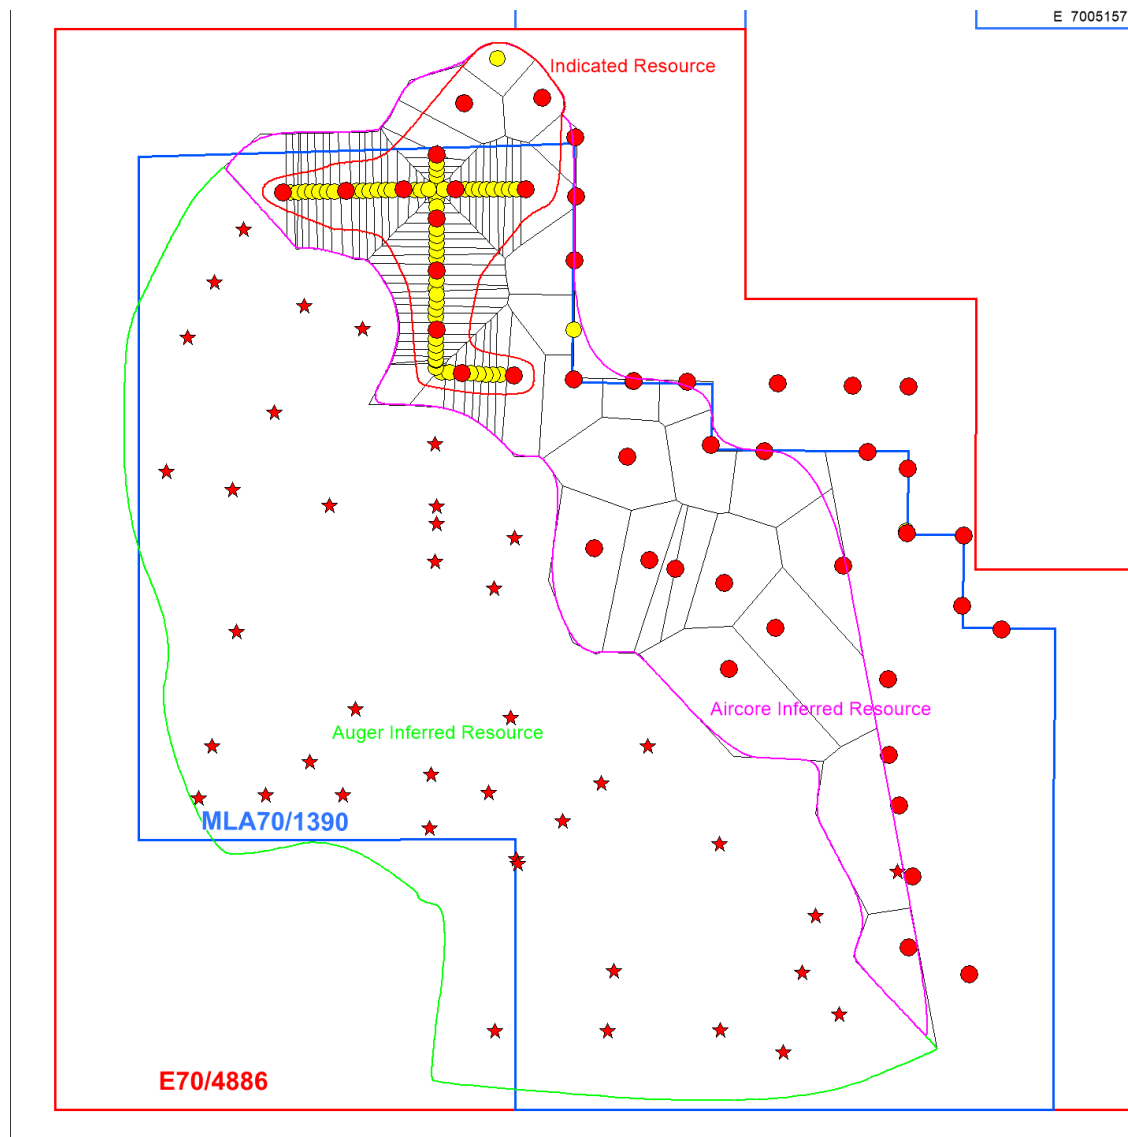 E 7005157
Indicated Resource
Aircore Inferred Resource
Auger Inferred Resource
MLA70/1390
E70/4886